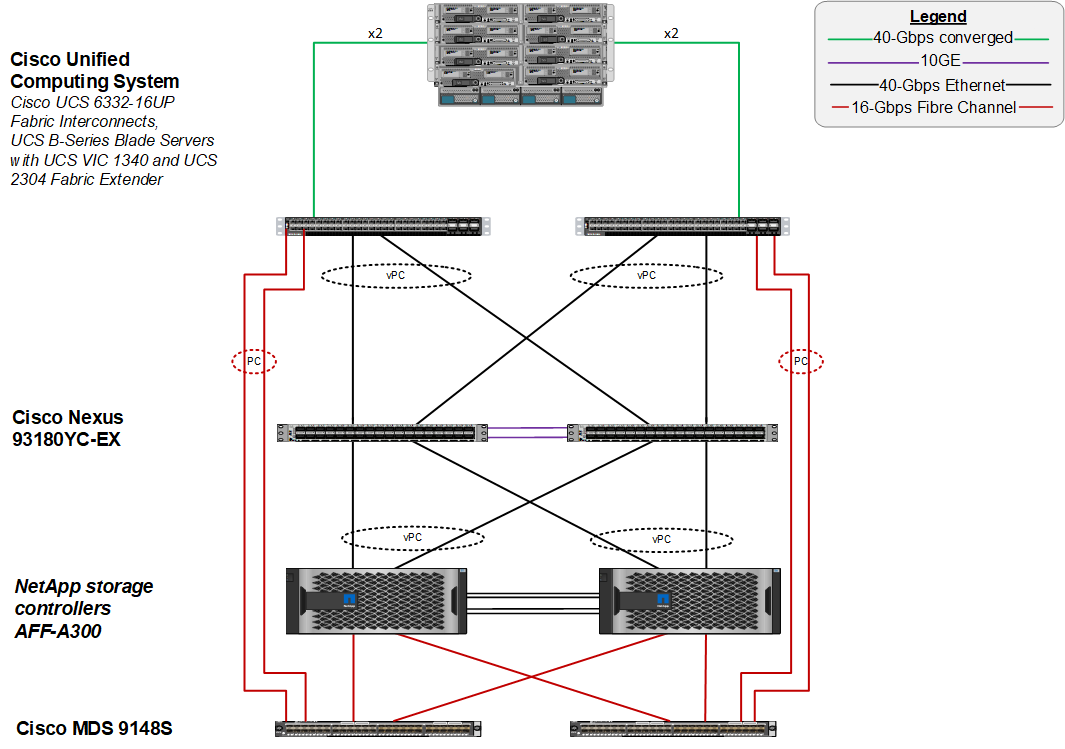 x2
x2
Legend
40-Gbps converged
10GE
40-Gbps Ethernet
16-Gbps Fibre Channel
Cisco Unified
Computing System
Cisco UCS 6332-16UP
Fabric Interconnects,
UCS B-Series Blade Servers
with UCS VIC 1340 and UCS
2304 Fabric Extender
vPC
vPC
PC
PC
Cisco Nexus
93180YC-EX
vPC
vPC
NetApp storage
controllers
AFF-A300
Cisco MDS 9148S